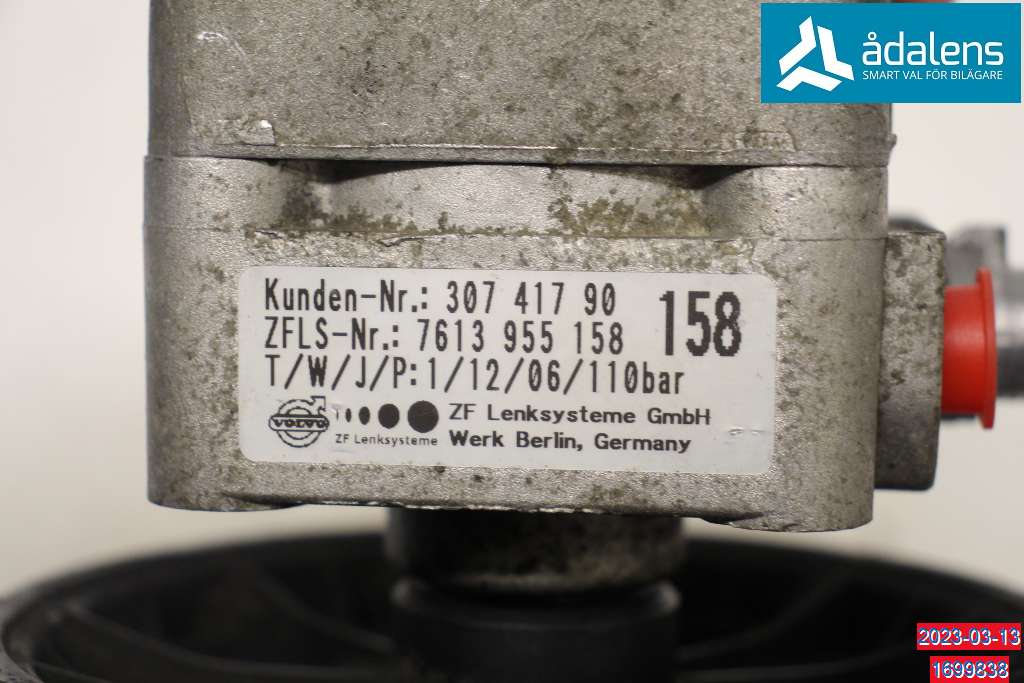 ådalens
SMART VAL FÖR BILÄGARE
Kunden-Nr.: 307 417 90
158
ZFLS-Nr.: 7613 955 158
T/W/J/P:1/12/06/110bar
VOLVO
ZF Lenksysteme
ZF Lenksysteme GmbH
Werk Berlin, Germany
2023-03-13
1699838